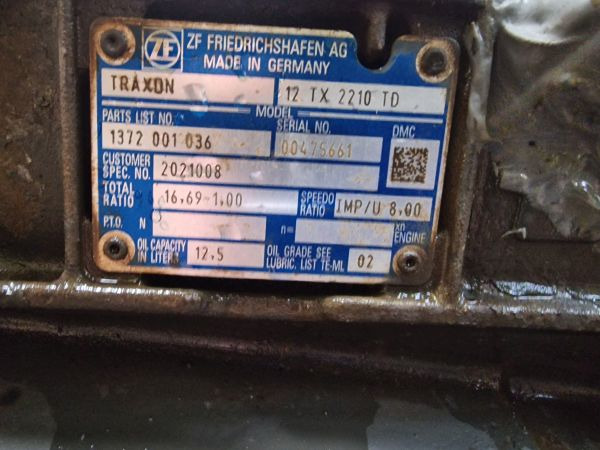 ZF FRIEDRICHSHAFEN AG
MADE IN GERMANY
TRAXON 12 TX 2210 TD
MODEL
PARTS LIST NO. SERIAL NO. DMC
1372 001 036 00475661
CUSTOMER
SPEC. NO. 2021008
TOTAL
RATIO 16,69-1,00 SPEEDO
RATIO IMP/U 8,00
P.T.O. N n= xn
ENGINE
OIL CAPACITY
IN LITERS 12,5 OIL GRADE SEE
LUBRIC. LIST TE-ML 02